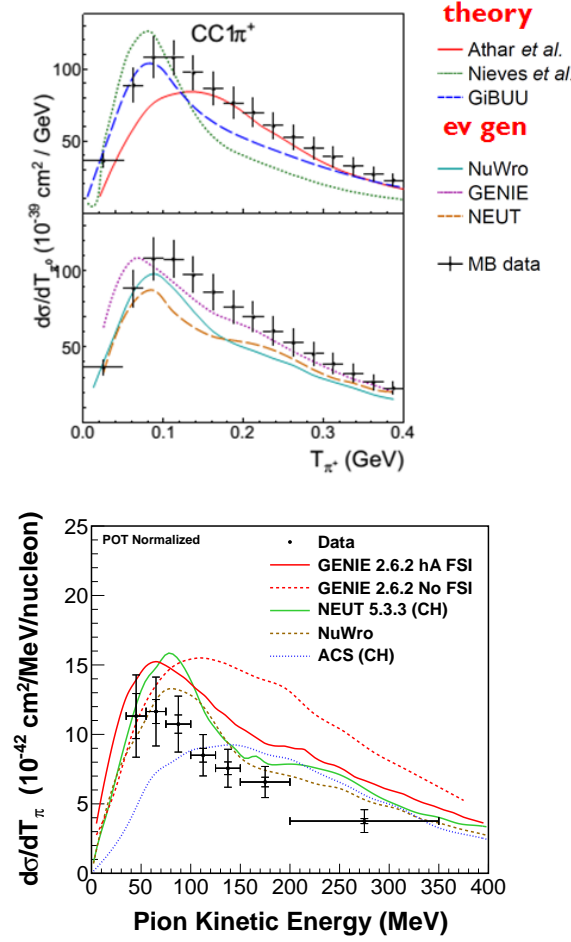 CC1π⁺
theory
Athar et al.
Nieves et al.
GiBUU
ev gen
NuWro
GENIE
NEUT
MB data
dσ/dT (10⁻³⁹ cm² / GeV)
100
50
100
50
0.0 0.1 0.2 0.3 0.4
T_π⁺ (GeV)
POT Normalized
Data
GENIE 2.6.2 hA FSI
GENIE 2.6.2 No FSI
NEUT 5.3.3 (CH)
NuWro
ACS (CH)
dσ/dT_π (10⁻⁴² cm²/MeV/nucleon)
25
20
15
10
5
0
0 50 100 150 200 250 300 350 400
Pion Kinetic Energy (MeV)